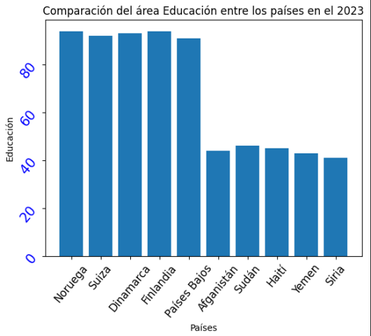 Comparación del área Educación entre los países en el 2023
Educación
80
60
40
20
0
Noruega
Suiza
Dinamarca
Finlandia
Países Bajos
Afganistán
Sudán
Haití
Yemen
Siria
Países